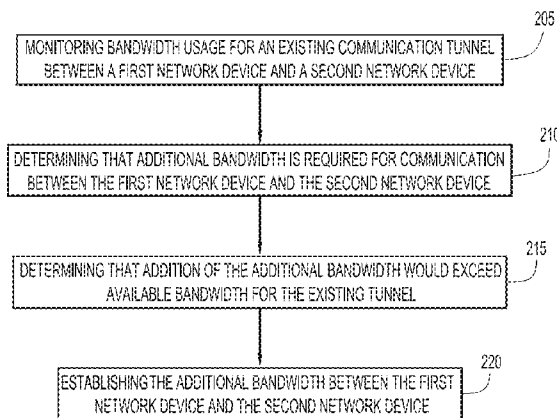 205
MONITORING BANDWIDTH USAGE FOR AN EXISTING COMMUNICATION TUNNEL
BETWEEN A FIRST NETWORK DEVICE AND A SECOND NETWORK DEVICE
210
DETERMINING THAT ADDITIONAL BANDWIDTH IS REQUIRED FOR COMMUNICATION
BETWEEN THE FIRST NETWORK DEVICE AND THE SECOND NETWORK DEVICE
215
DETERMINING THAT ADDITION OF THE ADDITIONAL BANDWIDTH WOULD EXCEED
AVAILABLE BANDWIDTH FOR THE EXISTING TUNNEL
220
ESTABLISHING THE ADDITIONAL BANDWIDTH BETWEEN THE FIRST
NETWORK DEVICE AND THE SECOND NETWORK DEVICE